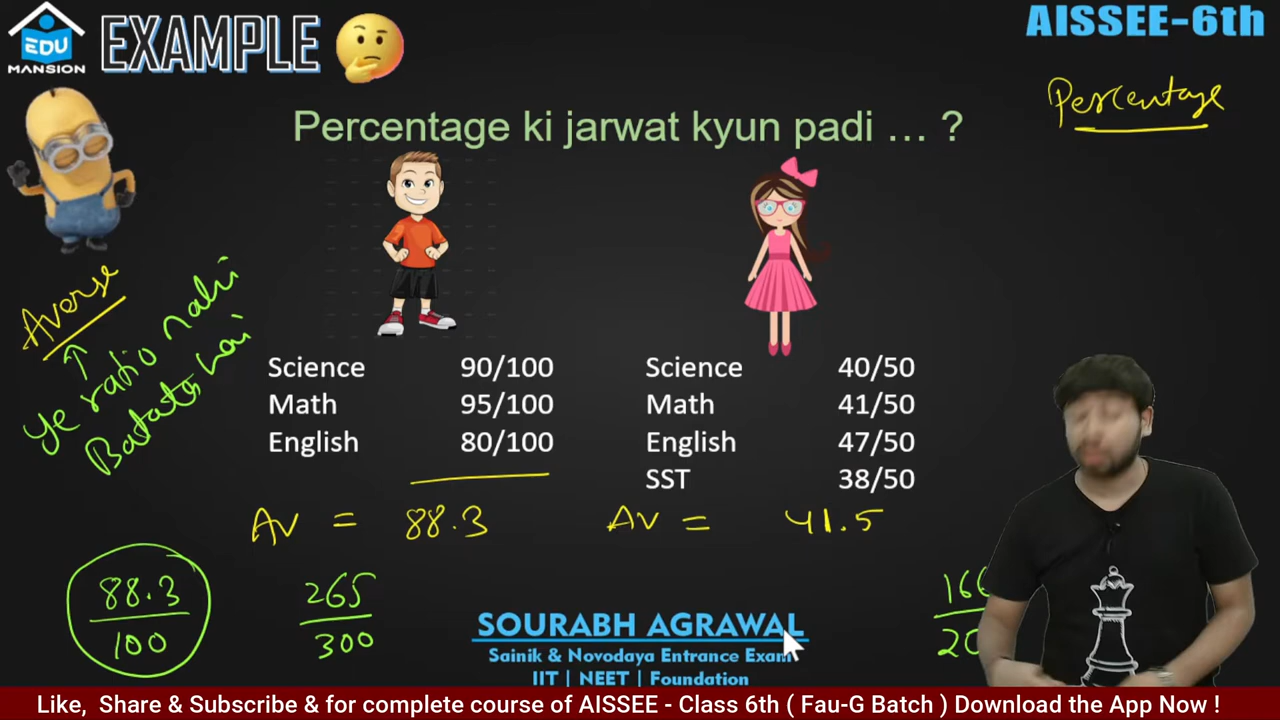 EDU
MANSION
EXAMPLE
AISSEE-6th
Percentage
Percentage ki jarwat kyun padi ... ?
Averge
ye ratio nahi
Batata hai
Science 90/100
Math 95/100
English 80/100
Science 40/50
Math 41/50
English 47/50
SST 38/50
AV = 88.3
AV = 41.5
88.3
100
265
300
SOURABH AGRAWAL
Sainik & Novodaya Entrance Exam
IIT | NEET | Foundation
Like, Share & Subscribe & for complete course of AISSEE - Class 6th ( Fau-G Batch ) Download the App Now !